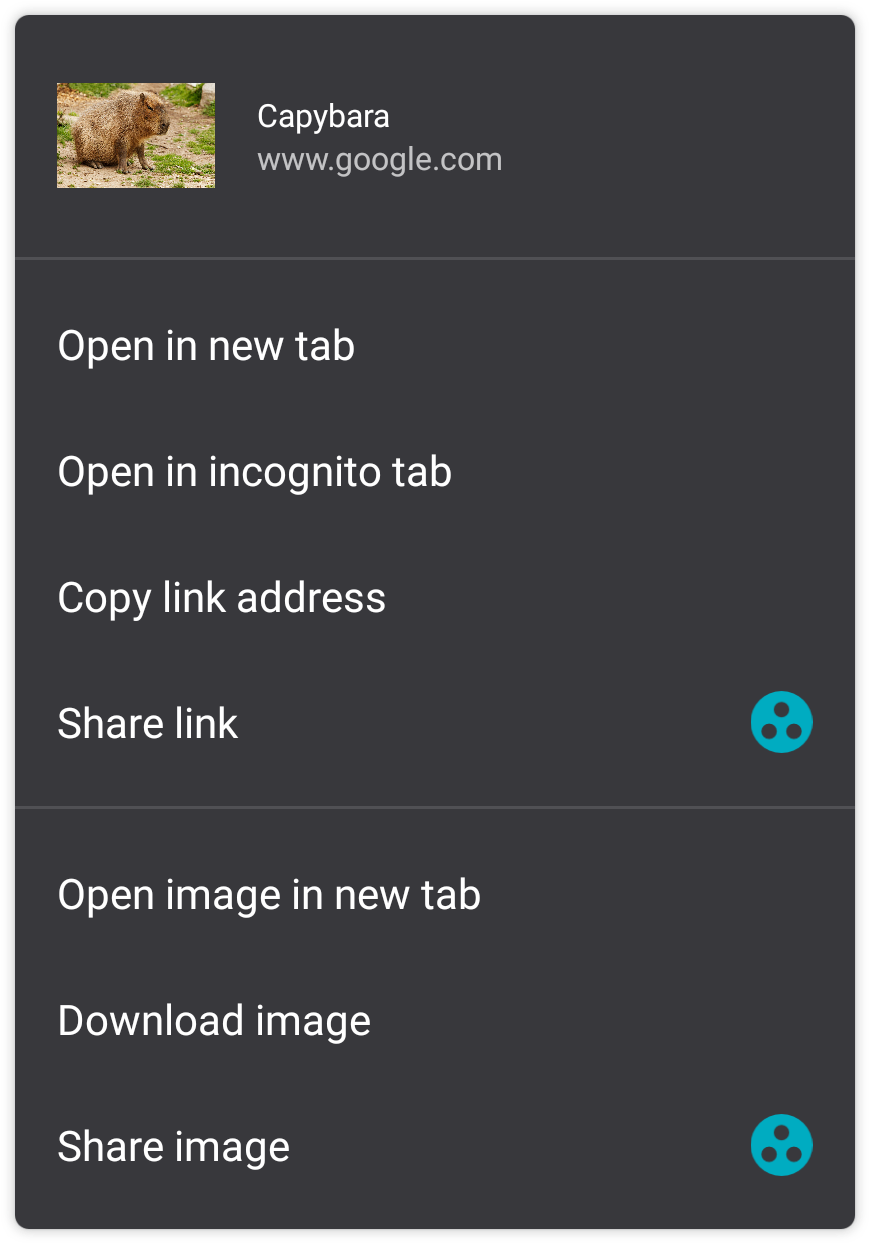 Capybara
www.google.com
Open in new tab
Open in incognito tab
Copy link address
Share link
Open image in new tab
Download image
Share image